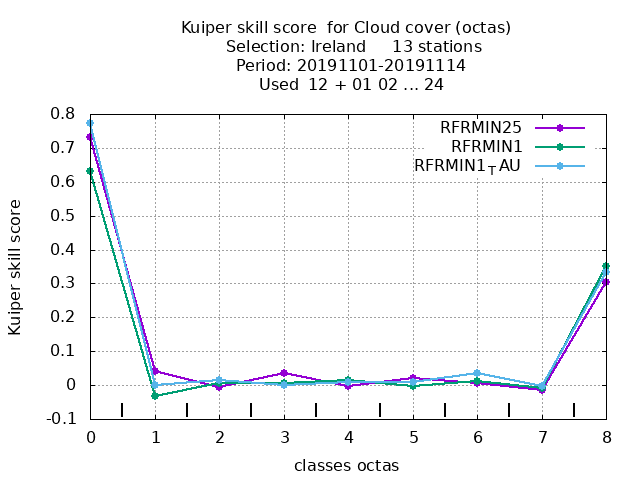 Kuiper skill score  for Cloud cover (octas)
Selection: Ireland     13 stations
Period: 20191101-20191114
Used  12 + 01 02 ... 24
RFRMIN25
RFRMIN1
RFRMIN1TAU
Kuiper skill score
0.8
0.7
0.6
0.5
0.4
0.3
0.2
0.1
0
-0.1
0 1 2 3 4 5 6 7 8
classes octas